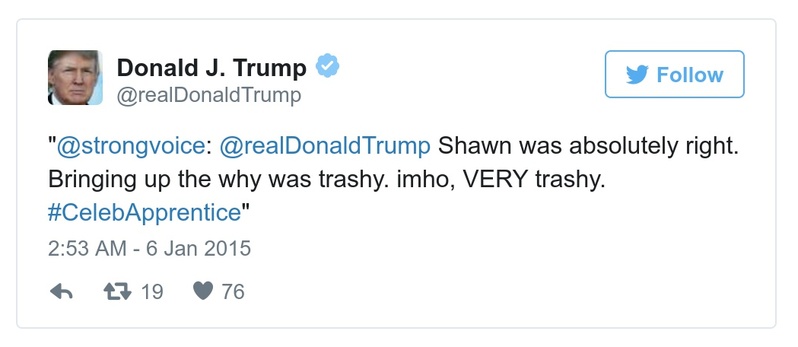 Donald J. Trump
@realDonaldTrump
Follow
"@strongvoice: @realDonaldTrump Shawn was absolutely right.
Bringing up the why was trashy. imho, VERY trashy.
#CelebApprentice"
2:53 AM - 6 Jan 2015
19 76